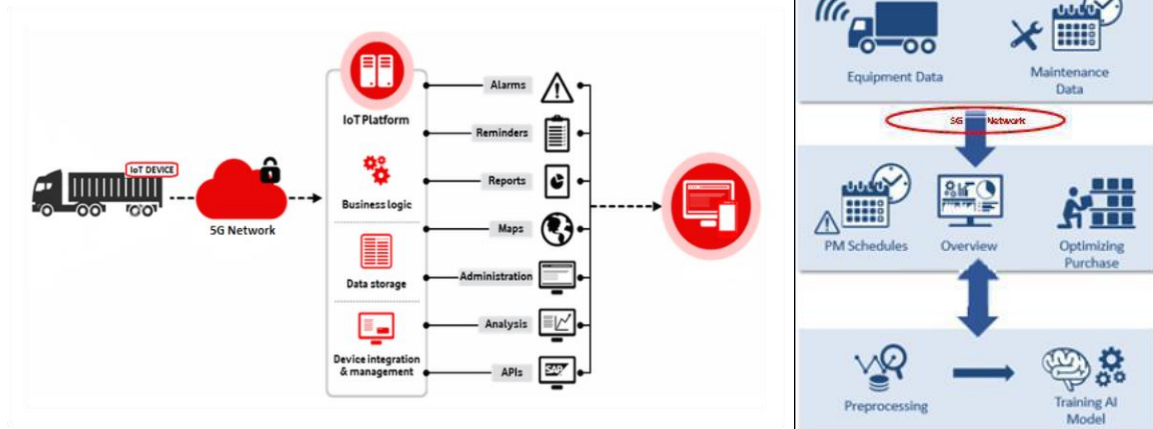 IoT DEVICE
5G Network
IoT Platform
Business logic
Data storage
Device integration
& management
Alarms
Reminders
Reports
Maps
Administration
Analysis
APIs
SAP
Equipment Data
Maintenance
Data
5G Network
PM Schedules
Overview
Optimizing
Purchase
Preprocessing
Training AI
Model